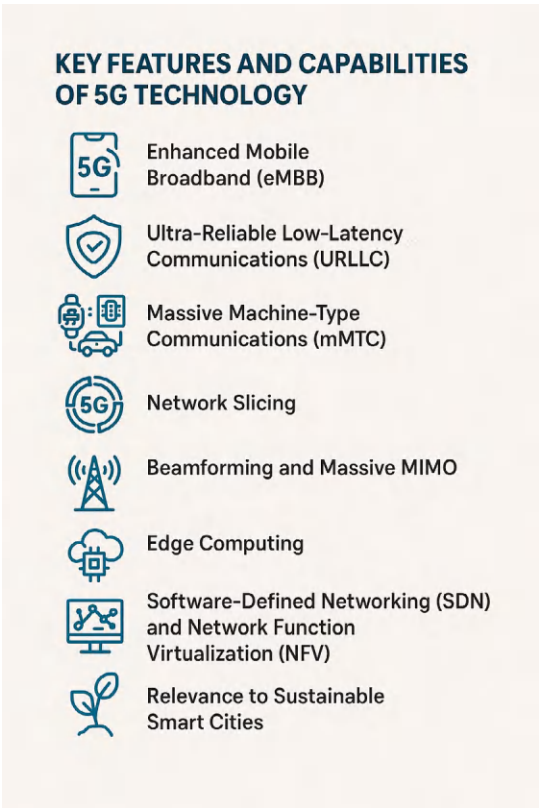 KEY FEATURES AND CAPABILITIES
OF 5G TECHNOLOGY
5G
Enhanced Mobile
Broadband (eMBB)
Ultra-Reliable Low-Latency
Communications (URLLC)
Massive Machine-Type
Communications (mMTC)
5G
Network Slicing
Beamforming and Massive MIMO
Edge Computing
Software-Defined Networking (SDN)
and Network Function
Virtualization (NFV)
Relevance to Sustainable
Smart Cities